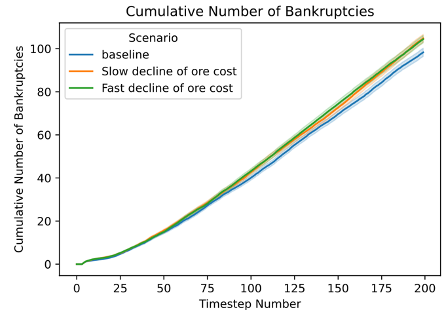 Cumulative Number of Bankruptcies
Cumulative Number of Bankruptcies
100
80
60
40
20
0
Scenario
baseline
Slow decline of ore cost
Fast decline of ore cost
0 25 50 75 100 125 150 175 200
Timestep Number